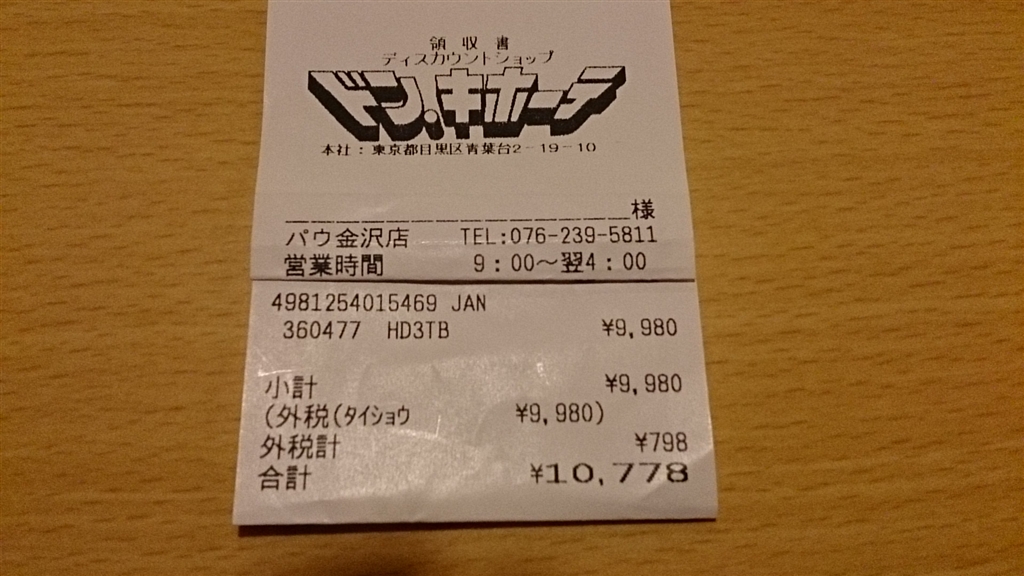 領収書
ディスカウントショップ
ドン.キホーテ
本社:東京都目黒区青葉台2-19-10
様
パウ金沢店 TEL:076-239-5811
営業時間 9:00~翌4:00
4981254015469 JAN
360477 HD3TB ¥9,980
小計 ¥9,980
(外税(タイショウ ¥9,980)
外税計 ¥798
合計 ¥10,778